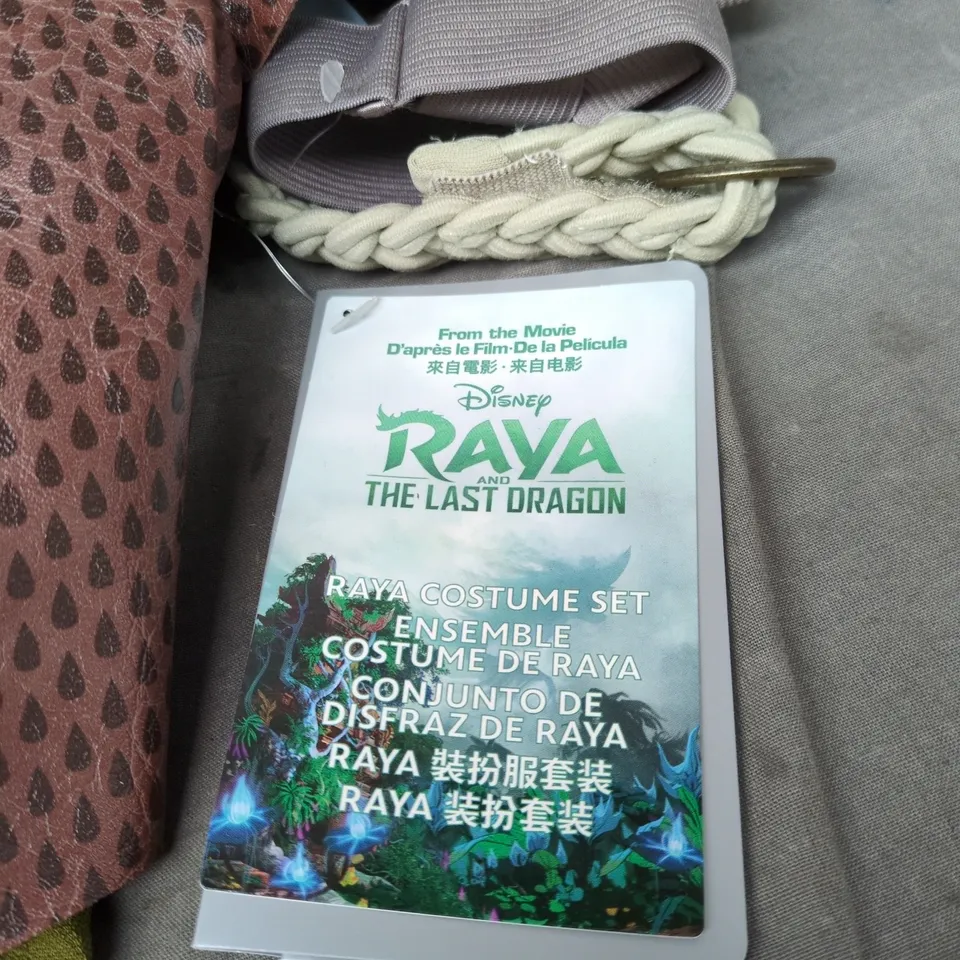 From the Movie
D'après le Film·De la Película
來自電影·来自电影
Disney
RAYA
AND
THE LAST DRAGON
RAYA COSTUME SET
ENSEMBLE
COSTUME DE RAYA
CONJUNTO DE
DISFRAZ DE RAYA
RAYA 裝扮服套装
RAYA 装扮套装